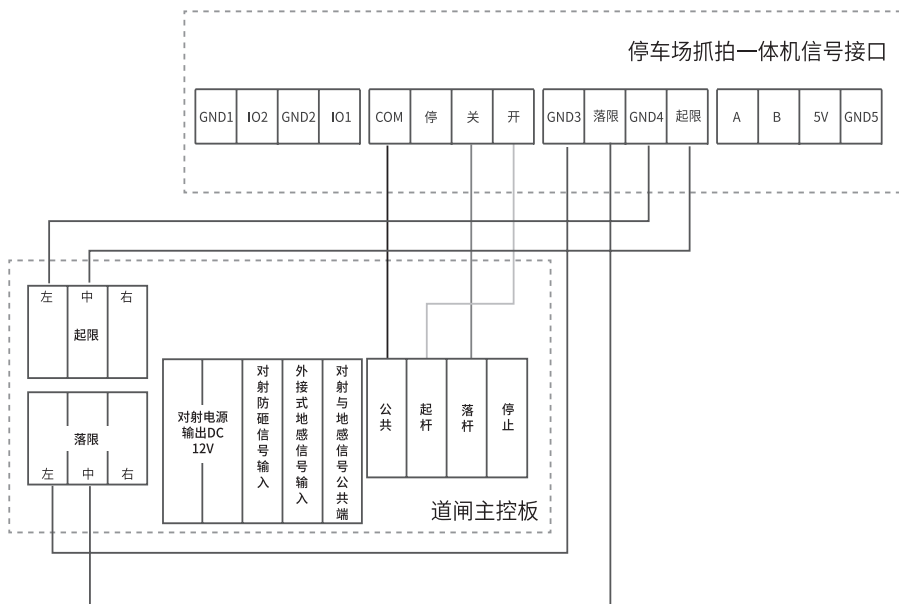 停车场抓拍一体机信号接口
GND1 IO2 GND2 IO1 COM 停 关 开 GND3 落限 GND4 起限 A B 5V GND5
左 中 右
起限
落限
左 中 右
对射电源
输出DC
12V
对射防砸信号输入
外接式地感信号输入
对射与地感信号公共端
公共
起杆
落杆
停止
道闸主控板